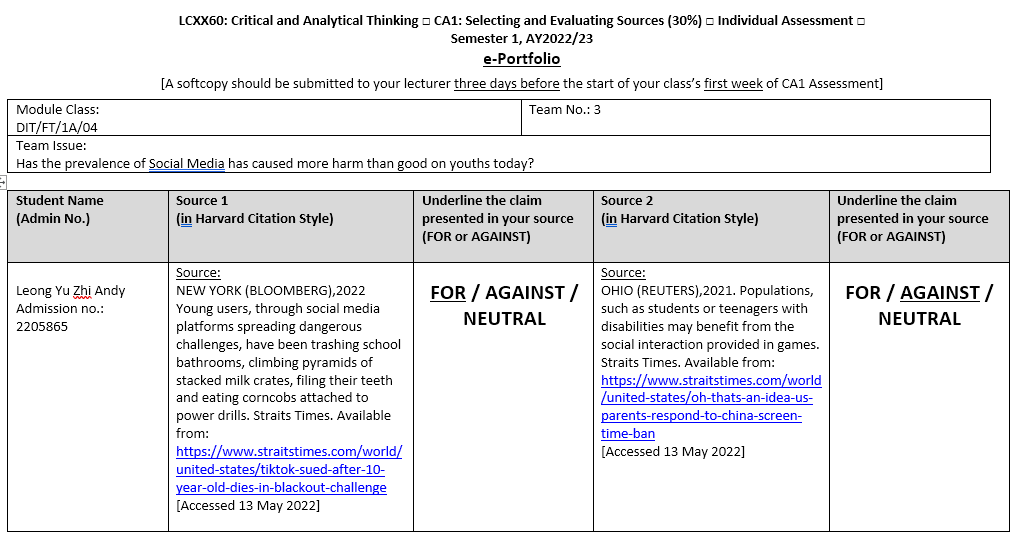 LCXX60: Critical and Analytical Thinking □ CA1: Selecting and Evaluating Sources (30%) □ Individual Assessment □
Semester 1, AY2022/23
e-Portfolio
[A softcopy should be submitted to your lecturer three days before the start of your class's first week of CA1 Assessment]
Module Class:
DIT/FT/1A/04
Team No.: 3
Team Issue:
Has the prevalence of Social Media has caused more harm than good on youths today?
Student Name
(Admin No.)
Source 1
(in Harvard Citation Style)
Underline the claim
presented in your source
(FOR or AGAINST)
Source 2
(in Harvard Citation Style)
Underline the claim
presented in your source
(FOR or AGAINST)
Leong Yu Zhi Andy
Admission no.:
2205865
Source:
NEW YORK (BLOOMBERG),2022
Young users, through social media
platforms spreading dangerous
challenges, have been trashing school
bathrooms, climbing pyramids of
stacked milk crates, filing their teeth
and eating corncobs attached to
power drills. Straits Times. Available
from:
https://www.straitstimes.com/world/
united-states/tiktok-sued-after-10-
year-old-dies-in-blackout-challenge
[Accessed 13 May 2022]
FOR / AGAINST /
NEUTRAL
Source:
OHIO (REUTERS),2021. Populations,
such as students or teenagers with
disabilities may benefit from the
social interaction provided in games.
Straits Times. Available from:
https://www.straitstimes.com/world
/united-states/oh-thats-an-idea-us-
parents-respond-to-china-screen-
time-ban
[Accessed 13 May 2022]
FOR / AGAINST /
NEUTRAL